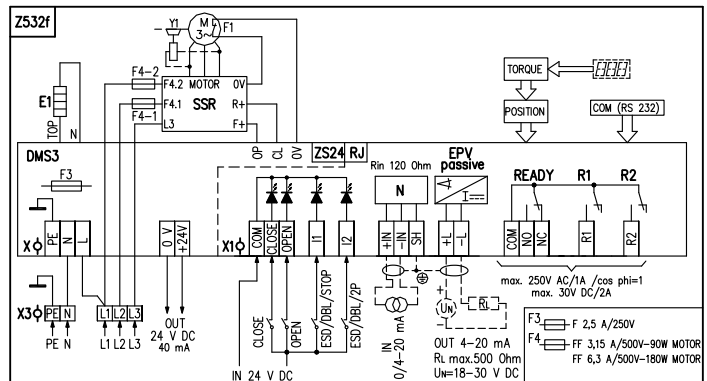 Z532f
Y1
M
3~
F1
F4-2
F4.2 MOTOR 0V
F4.1 SSR R+
L3 F+
F4-1
E1
TOP
N
OP
CL
0V
TORQUE
POSITION
COM (RS 232)
DMS3
ZS24 RJ
F3
Rin 120 Ohm
N
EPV
passive
I
READY R1 R2
X
PE
N
L
0 V
+24V
X1
COM
CLOSE
OPEN
I1
I2
+IN
-IN
SH
+L
-L
COM
NO
NC
R1
R2
max. 250V AC/1A /cos phi=1
max. 30V DC/2A
X3
PE N
L1 L2 L3
PE N
L1 L2 L3
OUT
24 V DC
40 mA
CLOSE
OPEN
ESD/DBL/STOP
ESD/DBL/2P
IN 24 V DC
IN
0/4-20 mA
+
UN
-
RL
OUT 4-20 mA
RL max.500 Ohm
UN=18-30 V DC
F3 F 2,5 A/250V
F4 FF 3,15 A/500V-90W MOTOR
FF 6,3 A/500V-180W MOTOR